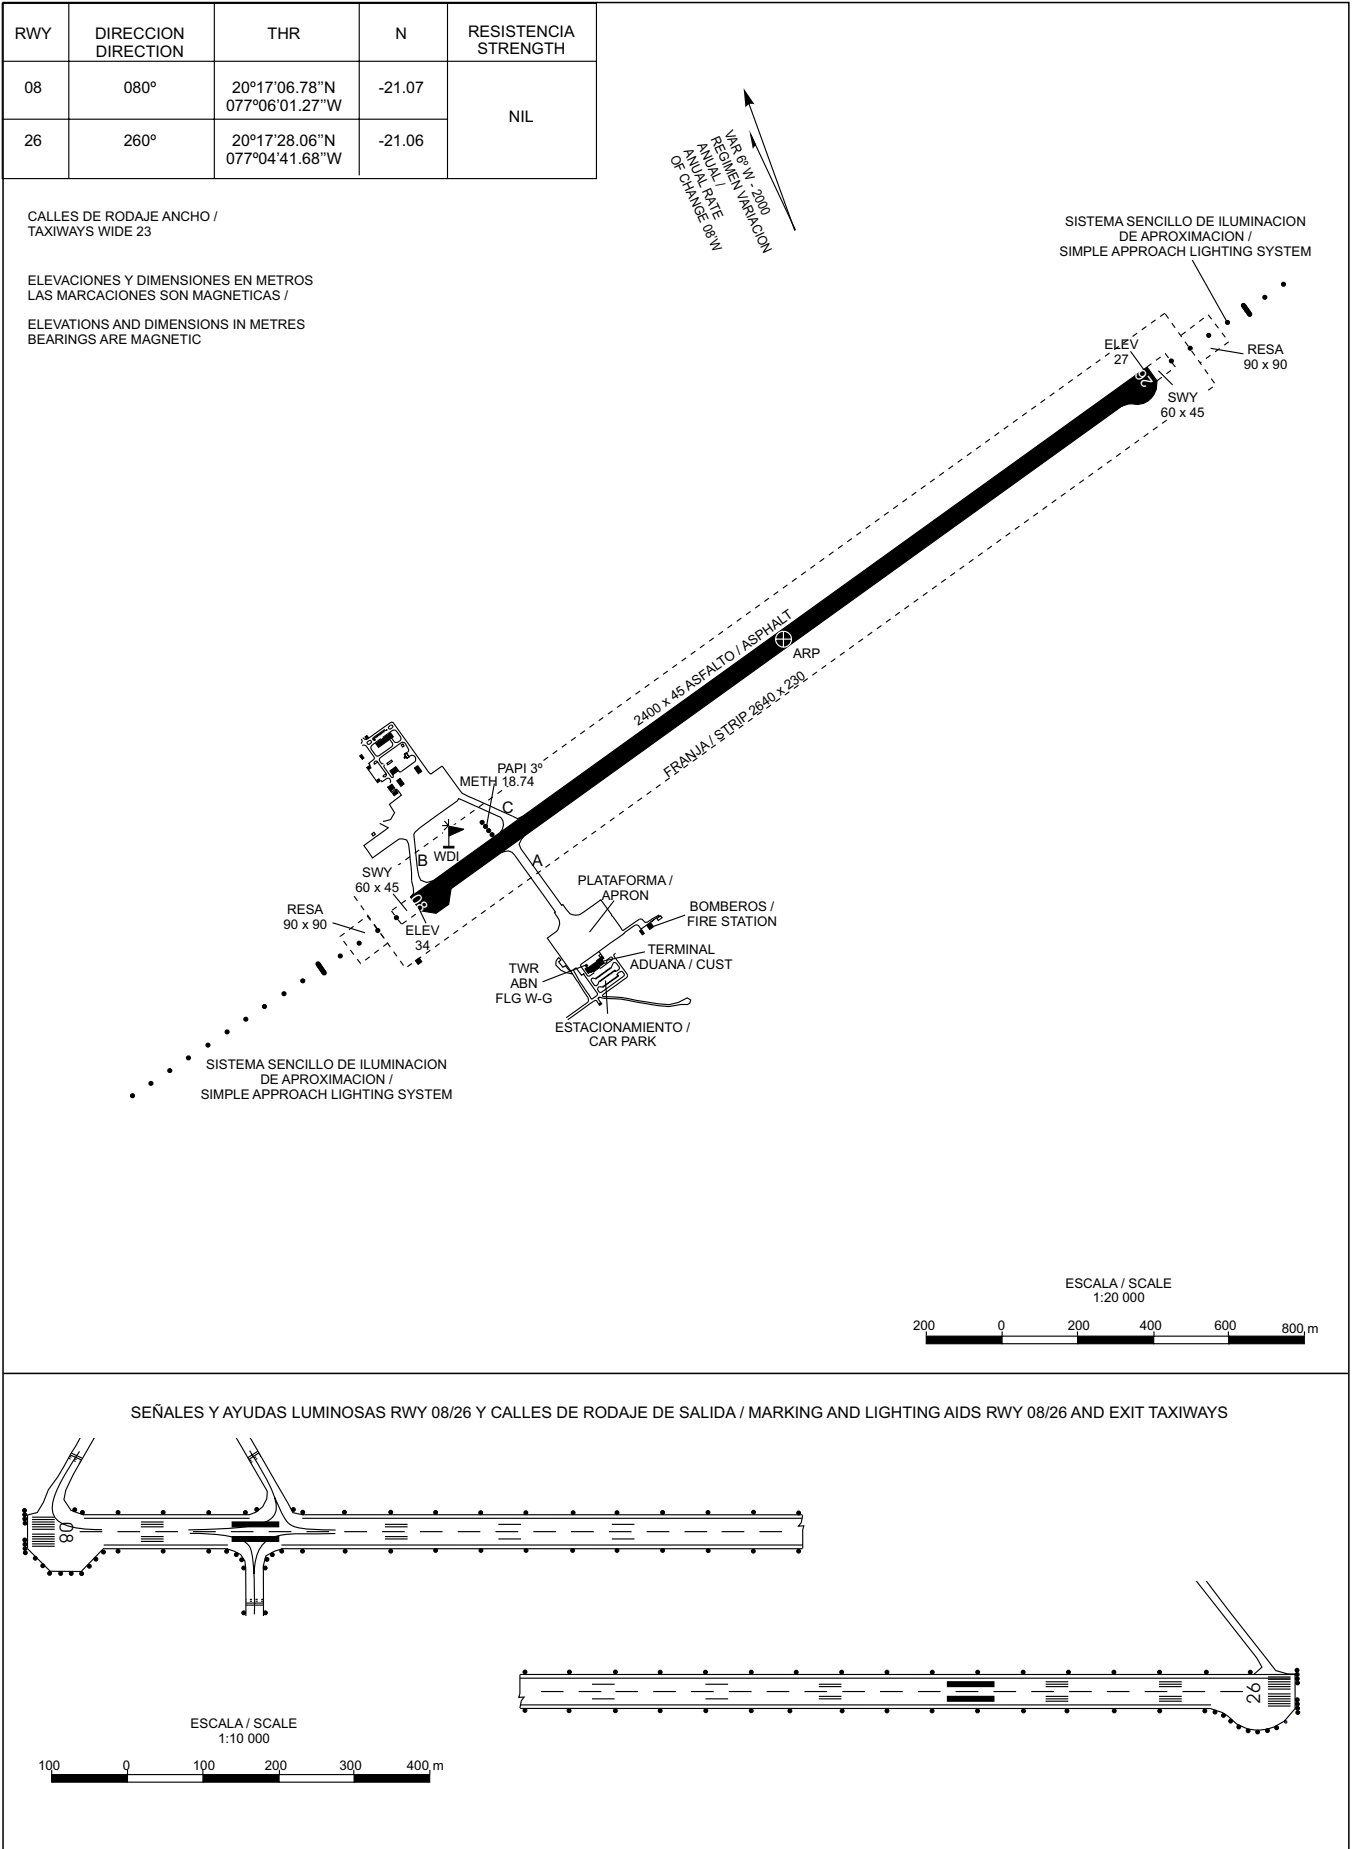 RWY
DIRECCION
DIRECTION
THR
N
RESISTENCIA
STRENGTH
08
080º
20º17’06.78”N
077º06’01.27”W
-21.07
NIL
26
260º
20º17’28.06”N
077º04’41.68”W
-21.06
CALLES DE RODAJE ANCHO /
TAXIWAYS WIDE 23
ELEVACIONES Y DIMENSIONES EN METROS
LAS MARCACIONES SON MAGNETICAS /
ELEVATIONS AND DIMENSIONS IN METRES
BEARINGS ARE MAGNETIC
VAR 6º W - 2000
REGIMEN VARIACION
ANUAL /
ANUAL RATE
OF CHANGE 08'W
SISTEMA SENCILLO DE ILUMINACION
DE APROXIMACION /
SIMPLE APPROACH LIGHTING SYSTEM
ELEV
27
RESA
90 x 90
26
SWY
60 x 45
2400 x 45 ASFALTO / ASPHALT
ARP
FRANJA / STRIP 2640 x 230
PAPI 3º
METH 18.74
C
B
WDI
A
SWY
60 x 45
08
RESA
90 x 90
ELEV
34
PLATAFORMA /
APRON
BOMBEROS /
FIRE STATION
TERMINAL
ADUANA / CUST
TWR
ABN
FLG W-G
ESTACIONAMIENTO /
CAR PARK
SISTEMA SENCILLO DE ILUMINACION
DE APROXIMACION /
SIMPLE APPROACH LIGHTING SYSTEM
ESCALA / SCALE
1:20 000
200 0 200 400 600 800 m
SEÑALES Y AYUDAS LUMINOSAS RWY 08/26 Y CALLES DE RODAJE DE SALIDA / MARKING AND LIGHTING AIDS RWY 08/26 AND EXIT TAXIWAYS
08
26
ESCALA / SCALE
1:10 000
100 0 100 200 300 400 m